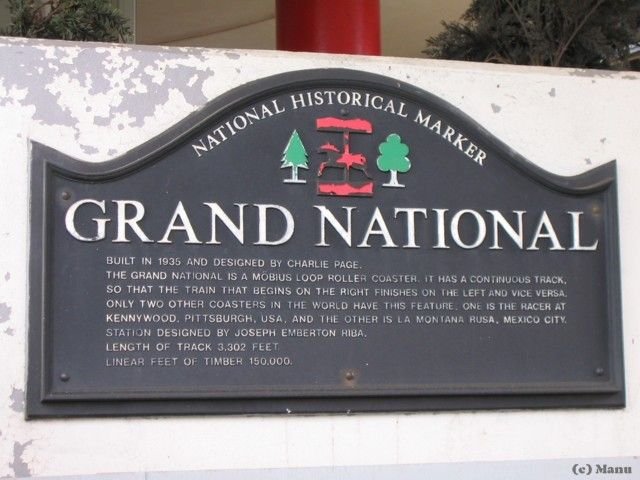 NATIONAL HISTORICAL MARKER
GRAND NATIONAL
BUILT IN 1935 AND DESIGNED BY CHARLIE PAGE.
THE GRAND NATIONAL IS A MOBIUS LOOP ROLLER COASTER. IT HAS A CONTINUOUS TRACK,
SO THAT THE TRAIN THAT BEGINS ON THE RIGHT FINISHES ON THE LEFT AND VICE VERSA.
ONLY TWO OTHER COASTERS IN THE WORLD HAVE THIS FEATURE. ONE IS THE RACER AT
KENNYWOOD, PITTSBURGH, USA, AND THE OTHER IS LA MONTANA RUSA, MEXICO CITY.
STATION DESIGNED BY JOSEPH EMBERTON RIBA.
LENGTH OF TRACK 3,302 FEET
LINEAR FEET OF TIMBER 150,000.
(c) Manu